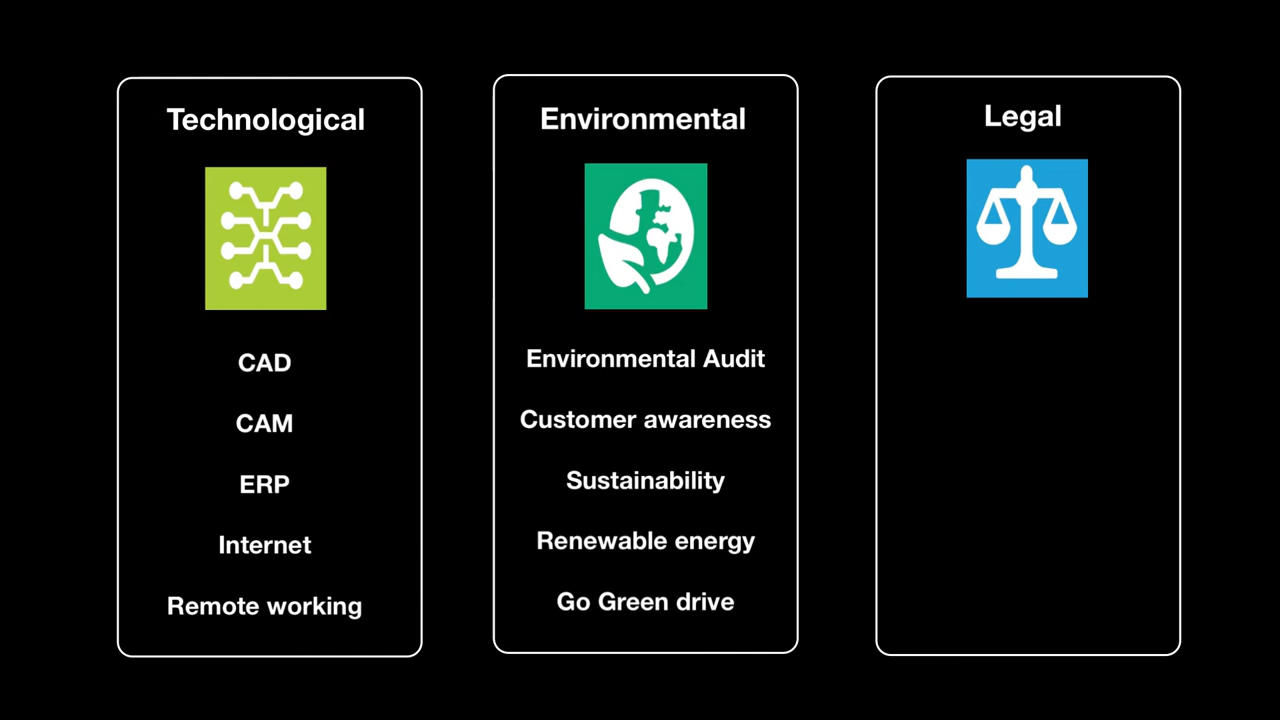 Technological
CAD
CAM
ERP
Internet
Remote working
Environmental
Environmental Audit
Customer awareness
Sustainability
Renewable energy
Go Green drive
Legal